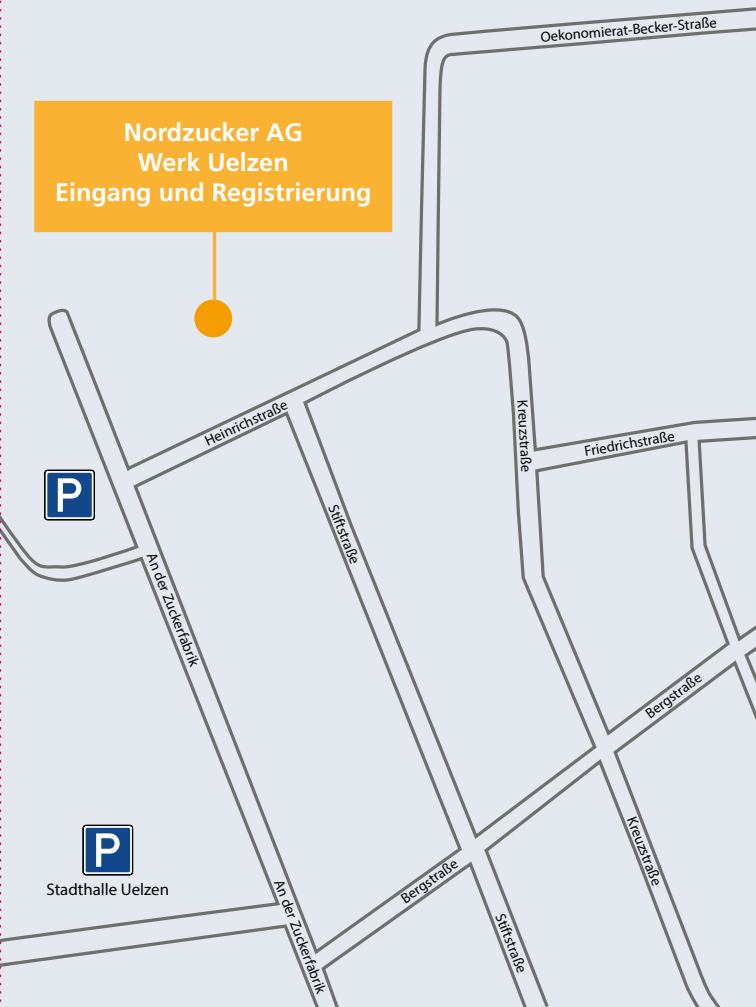 Oekonomierat-Becker-Straße
Nordzucker AG
Werk Uelzen
Eingang und Registrierung
Heinrichstraße
Kreuzstraße
Friedrichstraße
P
Stiftstraße
An der Zuckerfabrik
Bergstraße
P
Stadthalle Uelzen
Kreuzstraße
Bergstraße
An der Zuckerfabrik
Stiftstraße